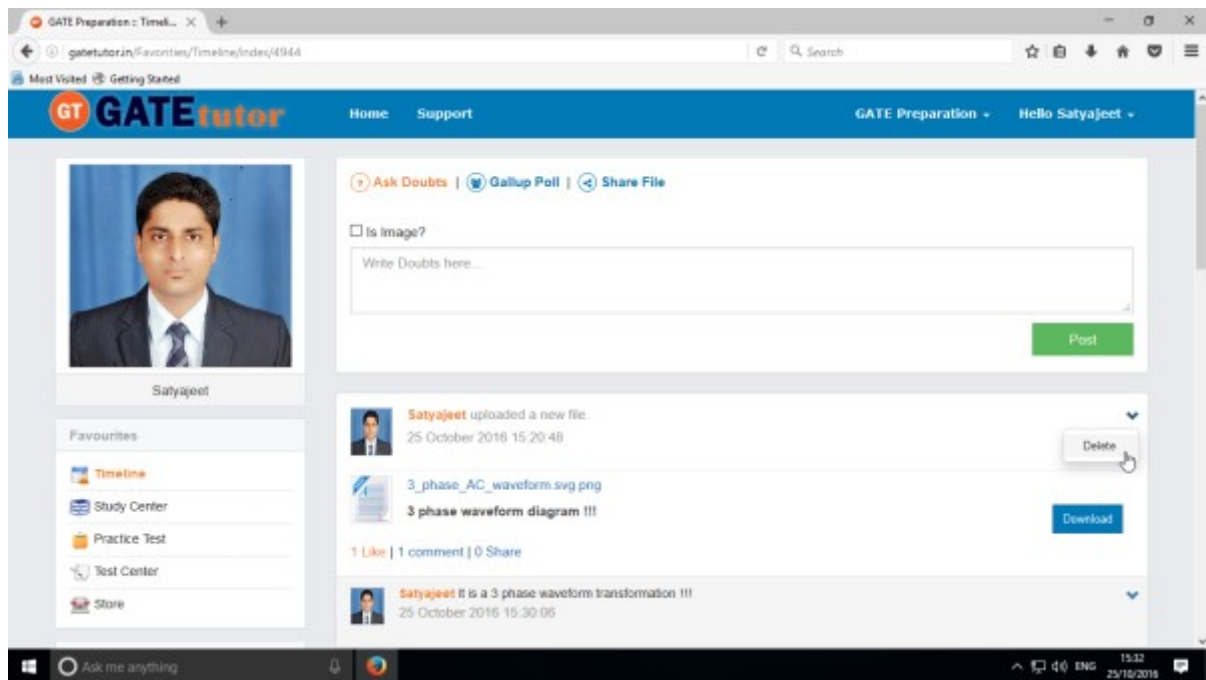 GATE Preparation :: Timeli...
gatetutor.in/Favorities/Timeline/Index/4944
Search
Most Visited Getting Started
GT GATEtutor Home Support GATE Preparation Hello Satyajeet
Ask Doubts | Gallup Poll | Share File
Is Image?
Write Doubts here...
Post
Satyajeet
Favourites
Timeline
Study Center
Practice Test
Test Center
Store
Satyajeet uploaded a new file.
25 October 2016 15:20:48
Delete
3_phase_AC_waveform.svg.png
3 phase waveform diagram !!!
Download
1 Like | 1 comment | 0 Share
Satyajeet It is a 3 phase waveform transformation !!!
25 October 2016 15:30:06
Ask me anything
ENG
15:32
25/10/2016